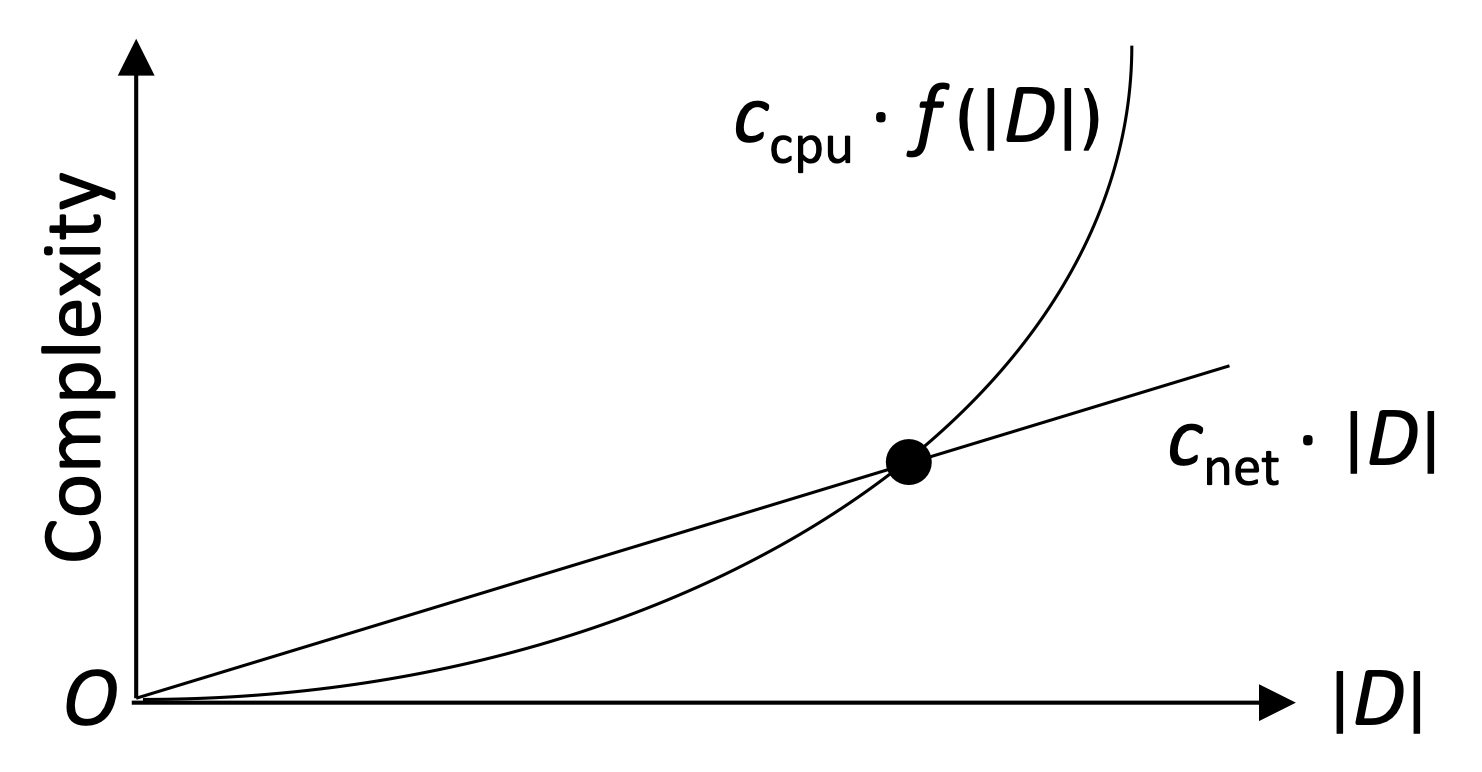 c_cpu · f(|D|)
Complexity
c_net · |D|
O
|D|